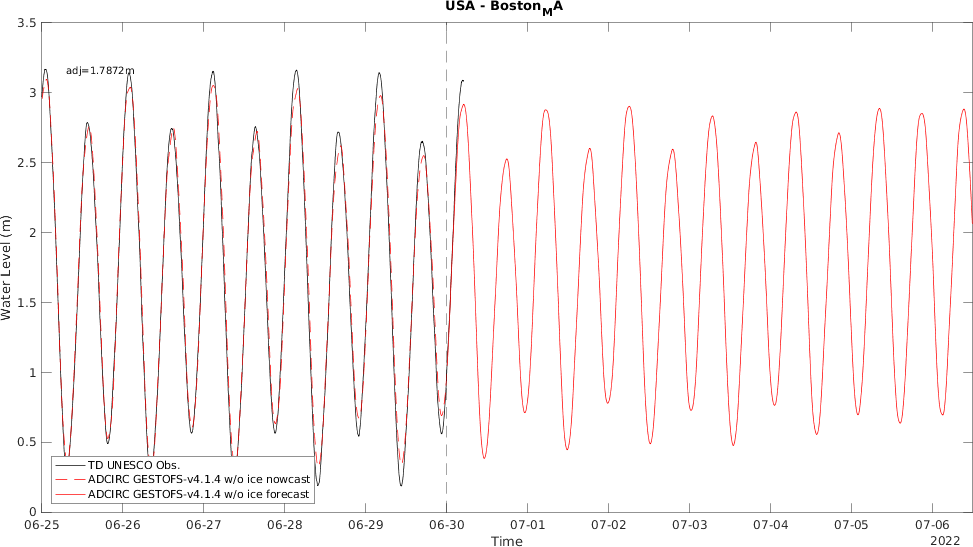 USA - Boston_MA
3.5
adj=1.7872m
3
2.5
2
Water Level (m)
1.5
1
0.5
TD UNESCO Obs.
ADCIRC GESTOFS-v4.1.4 w/o ice nowcast
ADCIRC GESTOFS-v4.1.4 w/o ice forecast
0
06-25 06-26 06-27 06-28 06-29 06-30 07-01 07-02 07-03 07-04 07-05 07-06
Time
2022